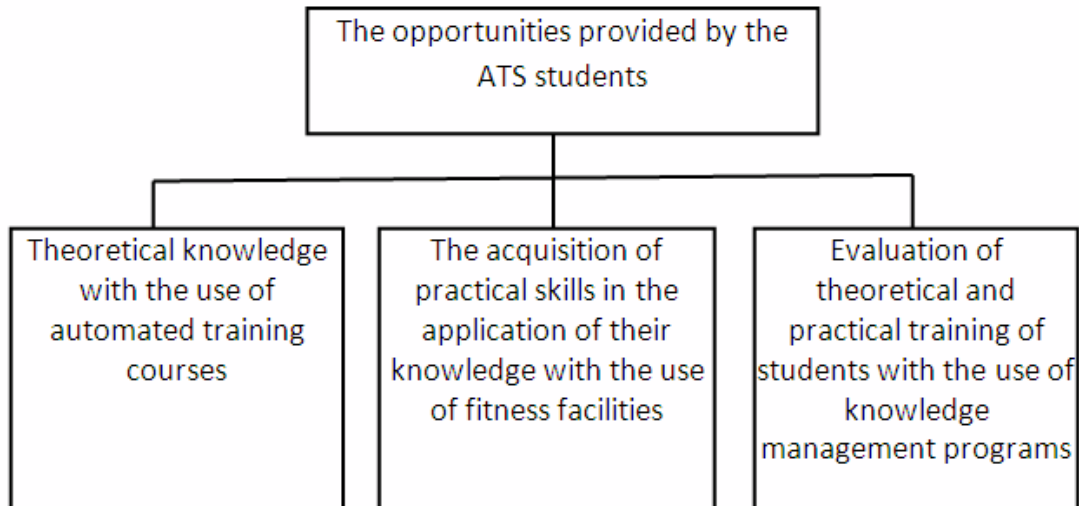 The opportunities provided by the
ATS students
Theoretical knowledge
with the use of
automated training
courses
The acquisition of
practical skills in the
application of their
knowledge with the use
of fitness facilities
Evaluation of
theoretical and
practical training of
students with the use of
knowledge
management programs